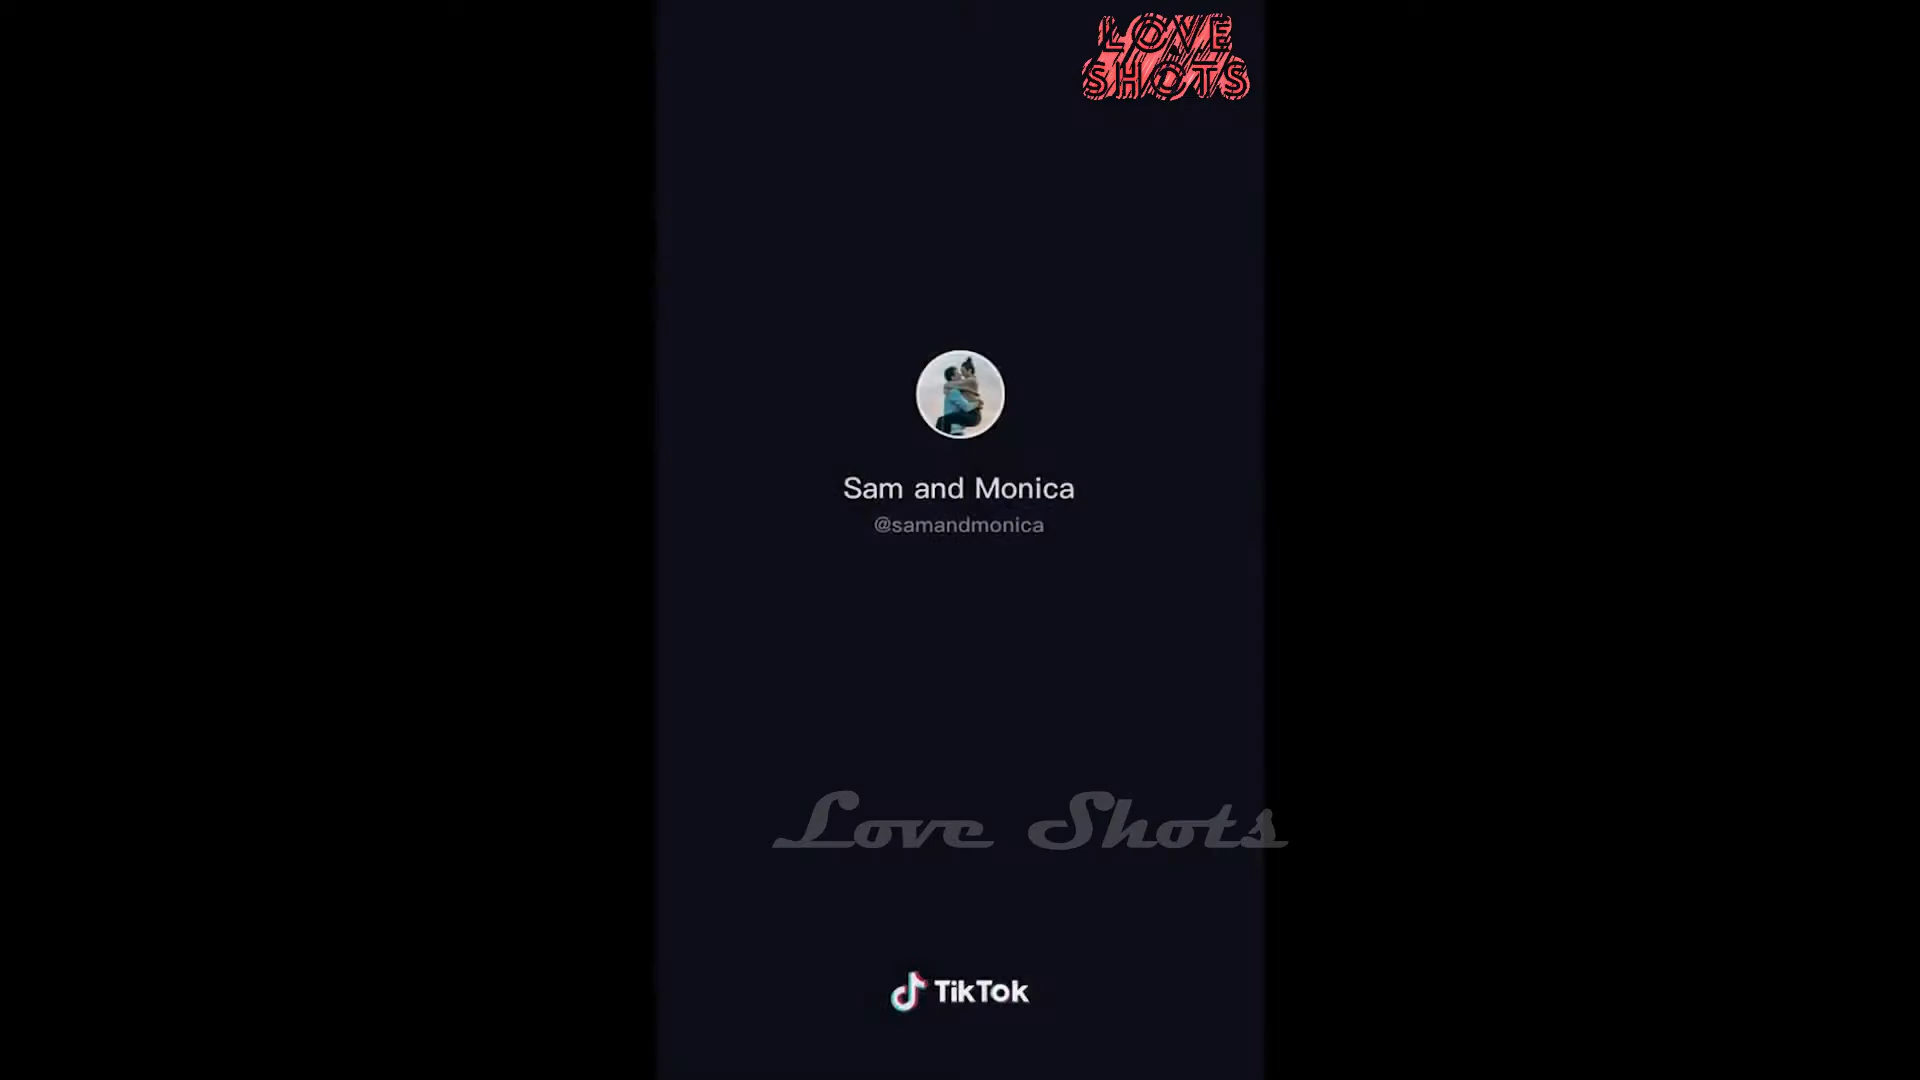 LOVE
SHOTS
Sam and Monica
@samandmonica
Love Shots
TikTok